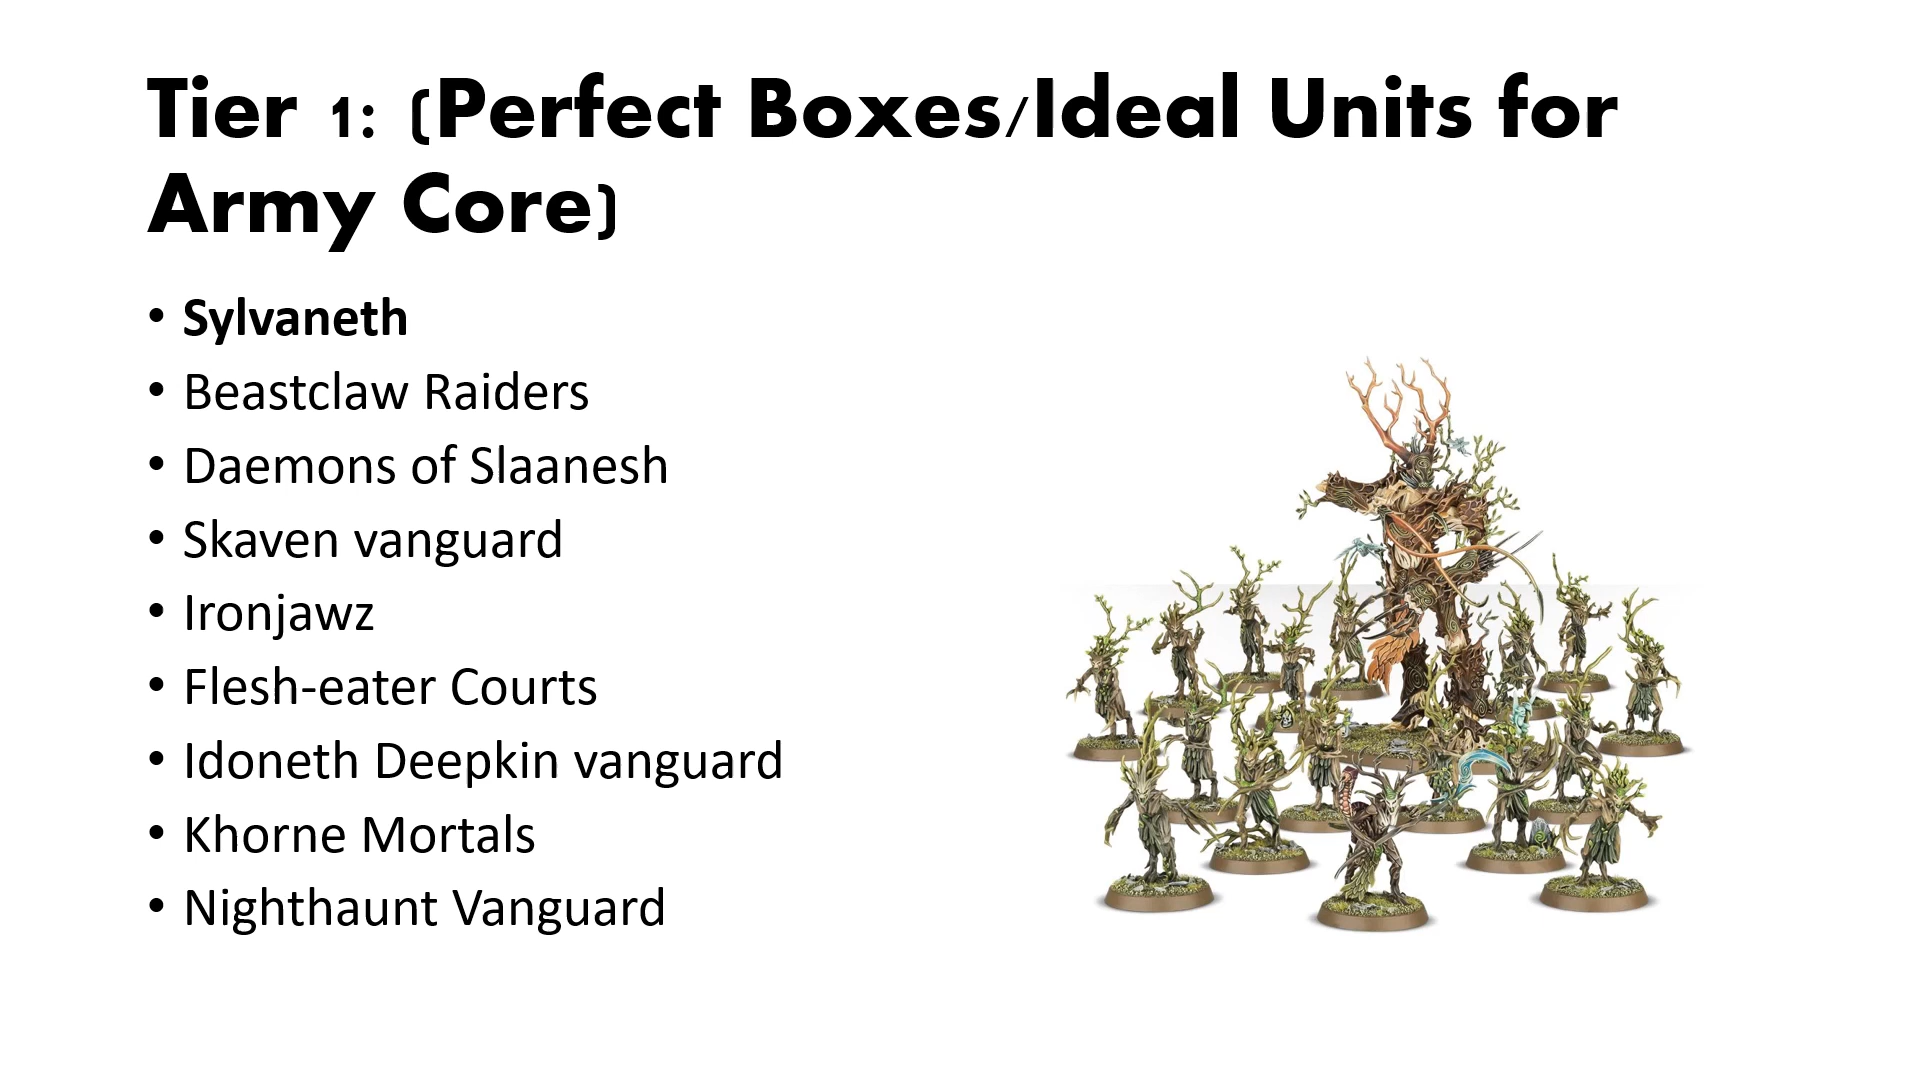 Tier 1: (Perfect Boxes/Ideal Units for
Army Core)
• Sylvaneth
• Beastclaw Raiders
• Daemons of Slaanesh
• Skaven vanguard
• Ironjawz
• Flesh-eater Courts
• Idoneth Deepkin vanguard
• Khorne Mortals
• Nighthaunt Vanguard